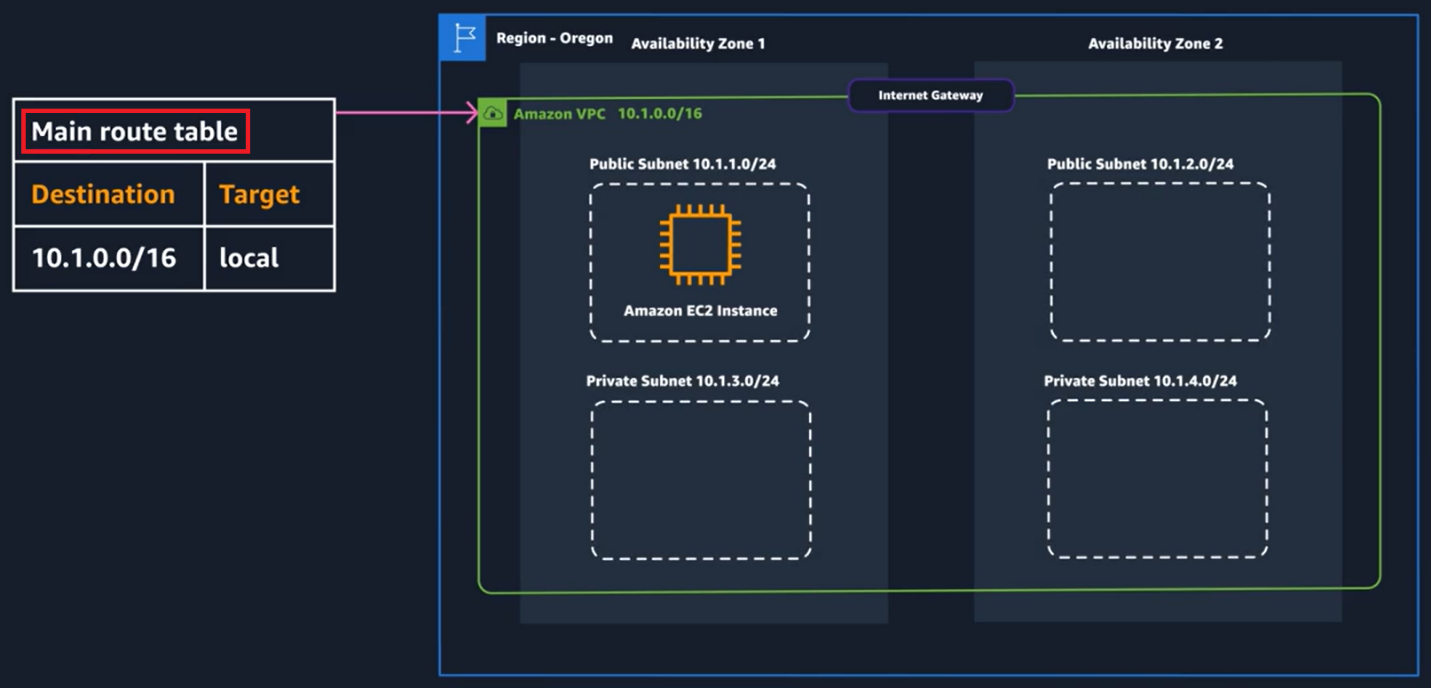 Region - Oregon
Availability Zone 1
Availability Zone 2
Internet Gateway
Main route table
Amazon VPC 10.1.0.0/16
Destination Target
10.1.0.0/16 local
Public Subnet 10.1.1.0/24
Public Subnet 10.1.2.0/24
Amazon EC2 Instance
Private Subnet 10.1.3.0/24
Private Subnet 10.1.4.0/24